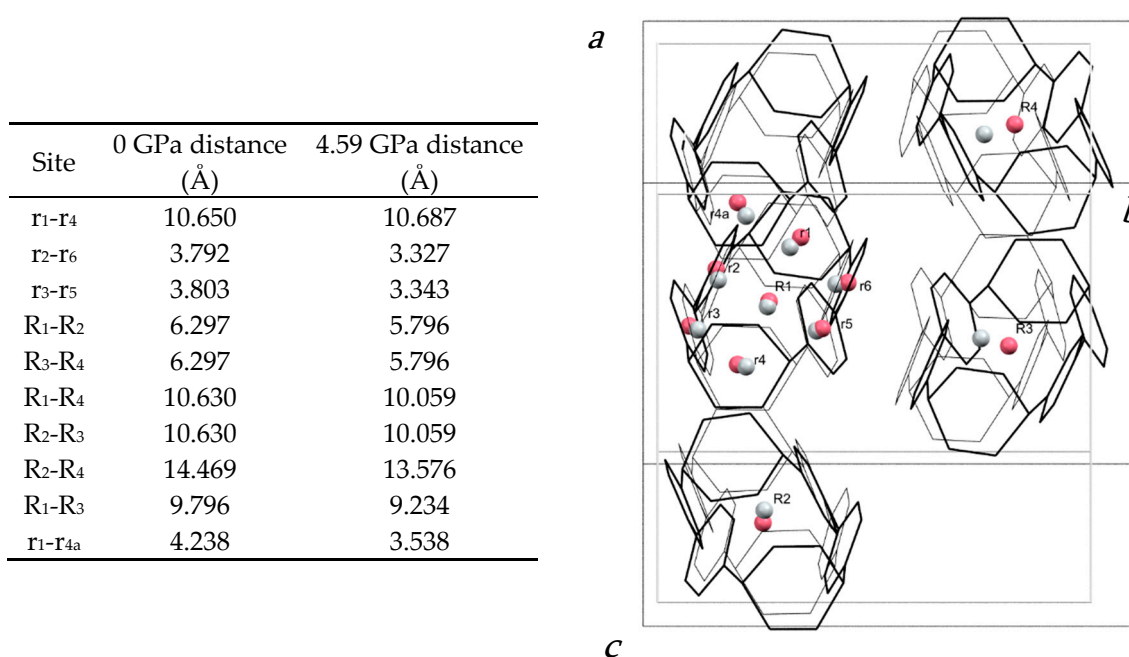 Site 0 GPa distance (Å) 4.59 GPa distance (Å)
r1-r4 10.650 10.687
r2-r6 3.792 3.327
r3-r5 3.803 3.343
R1-R2 6.297 5.796
R3-R4 6.297 5.796
R1-R4 10.630 10.059
R2-R3 10.630 10.059
R2-R4 14.469 13.576
R1-R3 9.796 9.234
r1-r4a 4.238 3.538
a
R4
r4a
r1
b
r2
R1
r6
r3
r5
R3
r4
R2
c